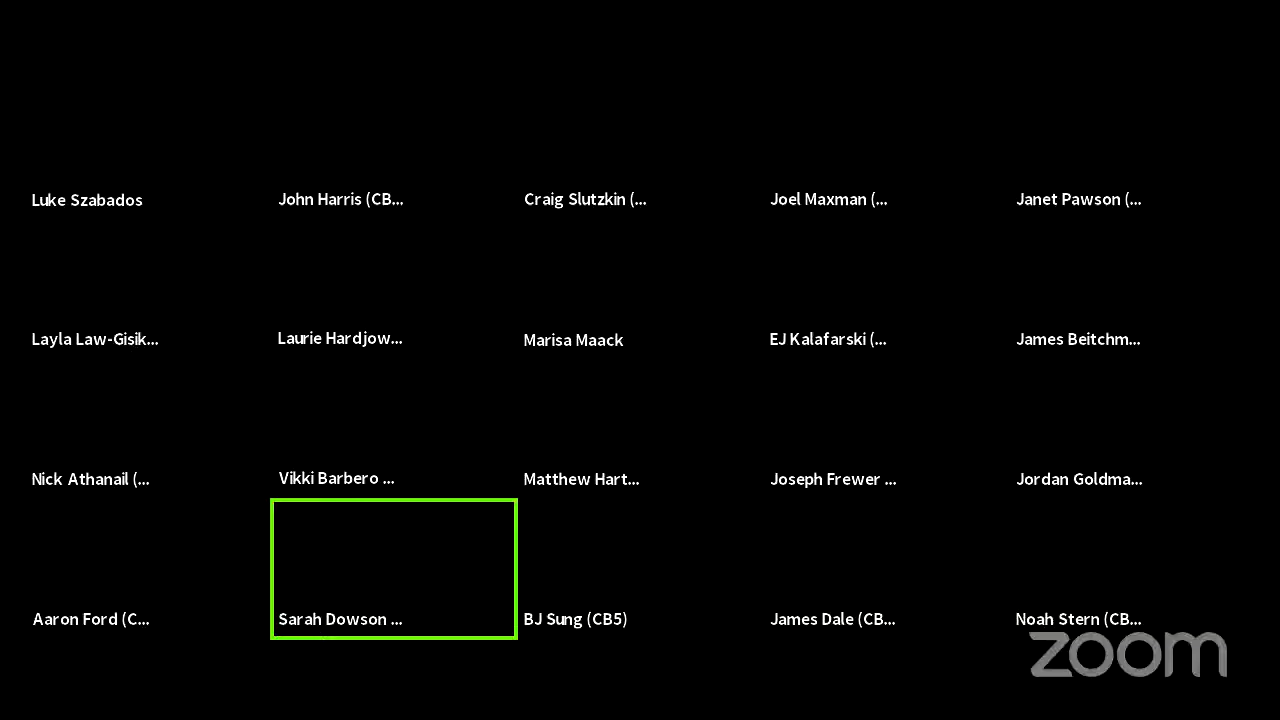 Luke Szabados
John Harris (CB...
Craig Slutzkin (...
Joel Maxman (...
Janet Pawson (...
Layla Law-Gisik...
Laurie Hardjow...
Marisa Maack
EJ Kalafarski (...
James Beitchm...
Nick Athanail (...
Vikki Barbero ...
Matthew Hart...
Joseph Frewer ...
Jordan Goldma...
Aaron Ford (C...
Sarah Dowson ...
BJ Sung (CB5)
James Dale (CB...
Noah Stern (CB...
zoom